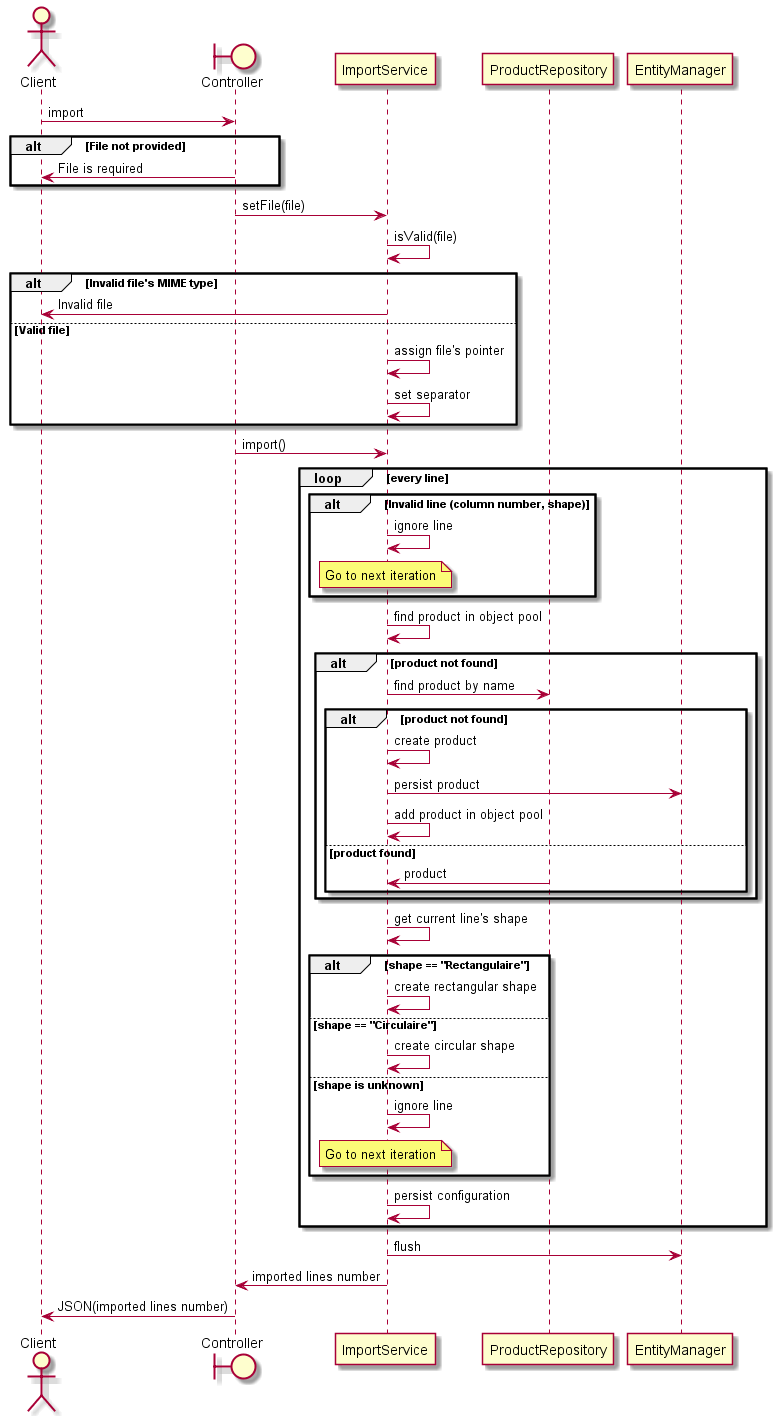 Client
Controller
ImportService
ProductRepository
EntityManager
import
alt
[File not provided]
File is required
setFile(file)
isValid(file)
alt
[Invalid file's MIME type]
Invalid file
[Valid file]
assign file's pointer
set separator
import()
loop
[every line]
alt
[Invalid line (column number, shape)]
ignore line
Go to next iteration
find product in object pool
alt
[product not found]
find product by name
alt
[product not found]
create product
persist product
add product in object pool
[product found]
product
get current line's shape
alt
[shape == "Rectangulaire"]
create rectangular shape
[shape == "Circulaire"]
create circular shape
[shape is unknown]
ignore line
Go to next iteration
persist configuration
flush
imported lines number
JSON(imported lines number)
Client
Controller
ImportService
ProductRepository
EntityManager